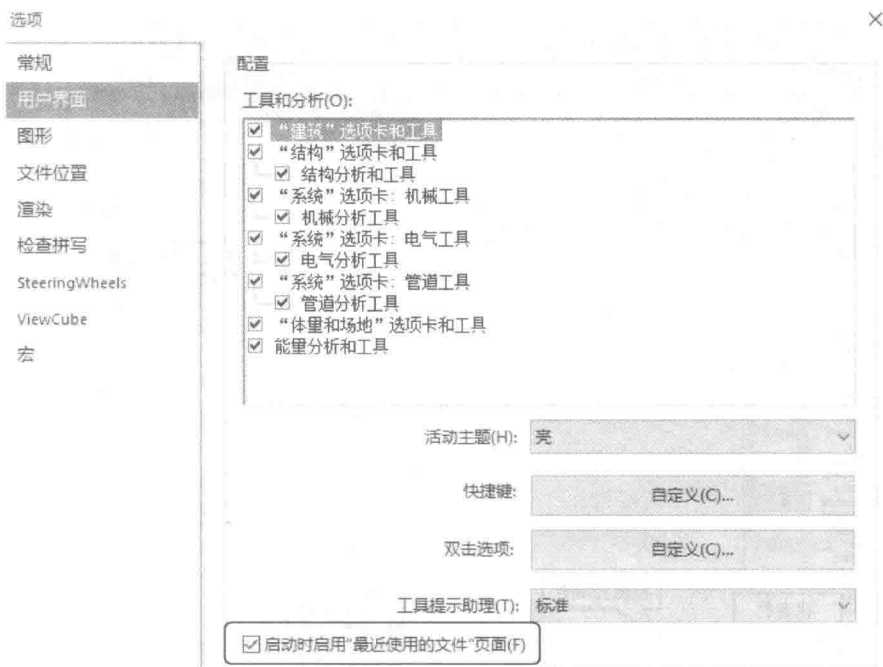 选项
常规
用户界面
图形
文件位置
渲染
检查拼写
SteeringWheels
ViewCube
宏
配置
工具和分析(O):
“建筑”选项卡和工具
“结构”选项卡和工具
结构分析和工具
“系统”选项卡：机械工具
机械分析工具
“系统”选项卡：电气工具
电气分析工具
“系统”选项卡：管道工具
管道分析工具
“体量和场地”选项卡和工具
能量分析和工具
活动主题(H): 亮
快捷键: 自定义(C)...
双击选项: 自定义(C)...
工具提示助理(T): 标准
启动时启用“最近使用的文件”页面(F)